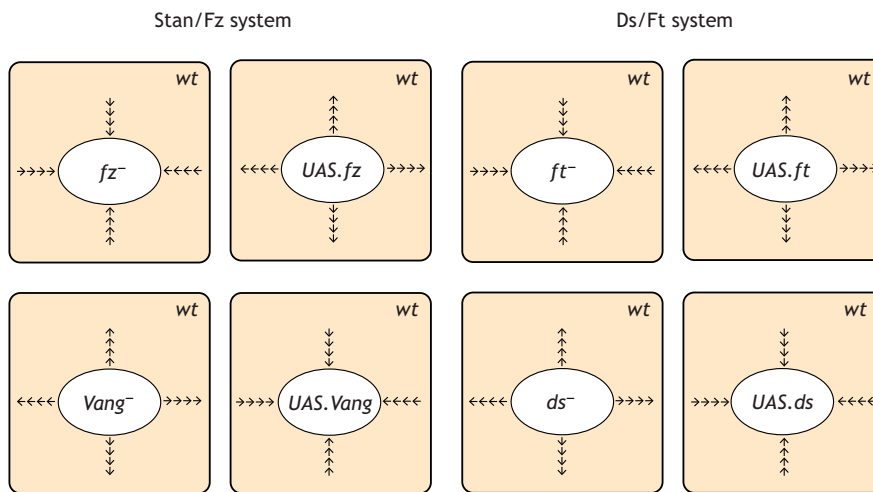 Stan/Fz system Ds/Ft system
wt wt wt wt
fz⁻ UAS.fz ft⁻ UAS.ft
wt wt wt wt
Vang⁻ UAS.Vang ds⁻ UAS.ds